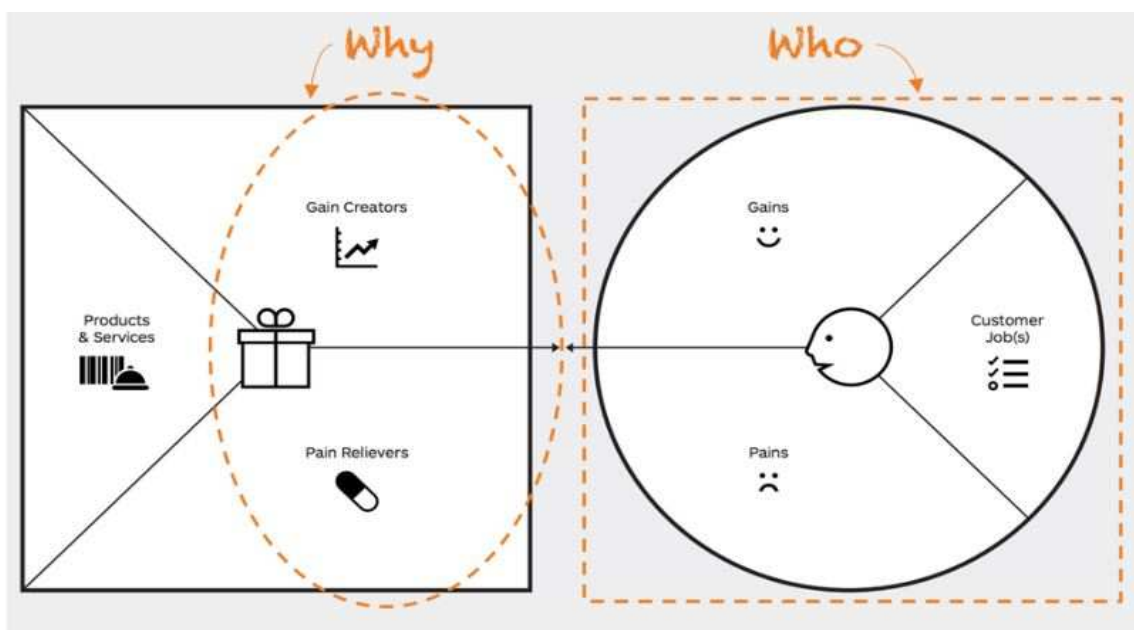 Why
Who
Gain Creators
Gains
Products
& Services
Customer
Job(s)
Pain Relievers
Pains